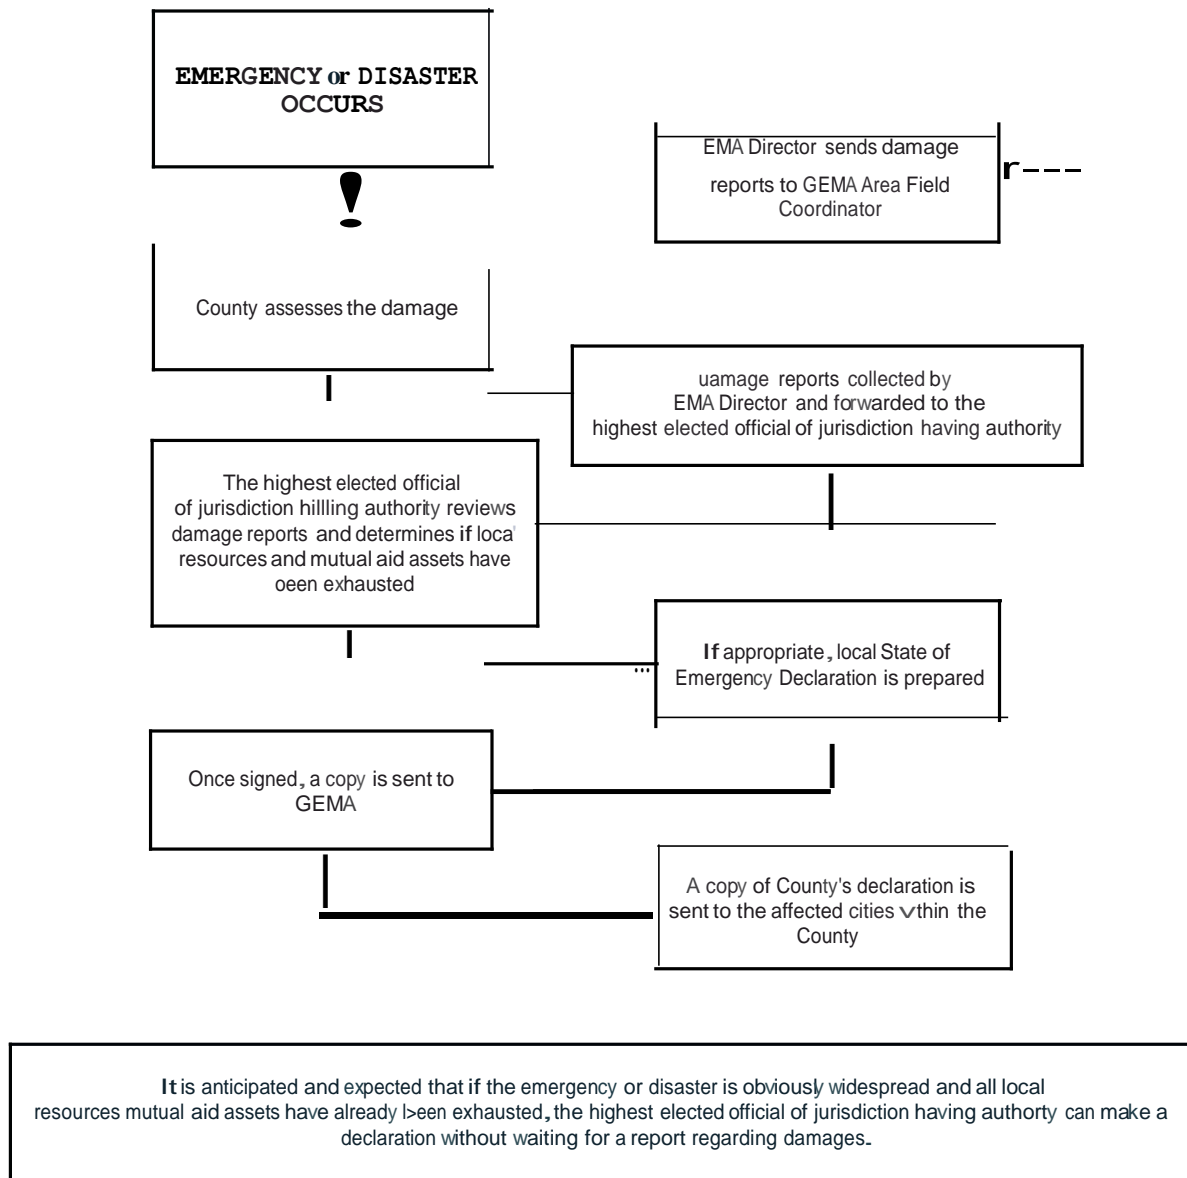 EMERGENCY or DISASTER
OCCURS
EMA Director sends damage
reports to GEMA Area Field
Coordinator
r---
County assesses the damage
uamage reports collected by
EMA Director and forwarded to the
highest elected official of jurisdiction having authority
The highest elected official
of jurisdiction hillling authority reviews
damage reports and determines if loca'
resources and mutual aid assets have
oeen exhausted
If appropriate, local State of
Emergency Declaration is prepared
...
Once signed, a copy is sent to
GEMA
A copy of County's declaration is
sent to the affected cities vthin the
County
It is anticipated and expected that if the emergency or disaster is obviously widespread and all local
resources mutual aid assets have already l>een exhausted, the highest elected official of jurisdiction having authorty can make a
declaration without waiting for a report regarding damages.